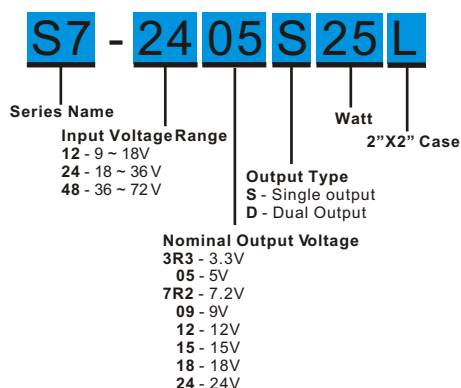 S7 - 24 05 S 25 L
Series Name
Input Voltage Range
12 - 9 ~ 18V
24 - 18 ~ 36 V
48 - 36 ~ 72 V
Watt
2”X2” Case
Output Type
S - Single output
D - Dual Output
Nominal Output Voltage
3R3 - 3.3V
05 - 5V
7R2 - 7.2V
09 - 9V
12 - 12V
15 - 15V
18 - 18V
24 - 24V